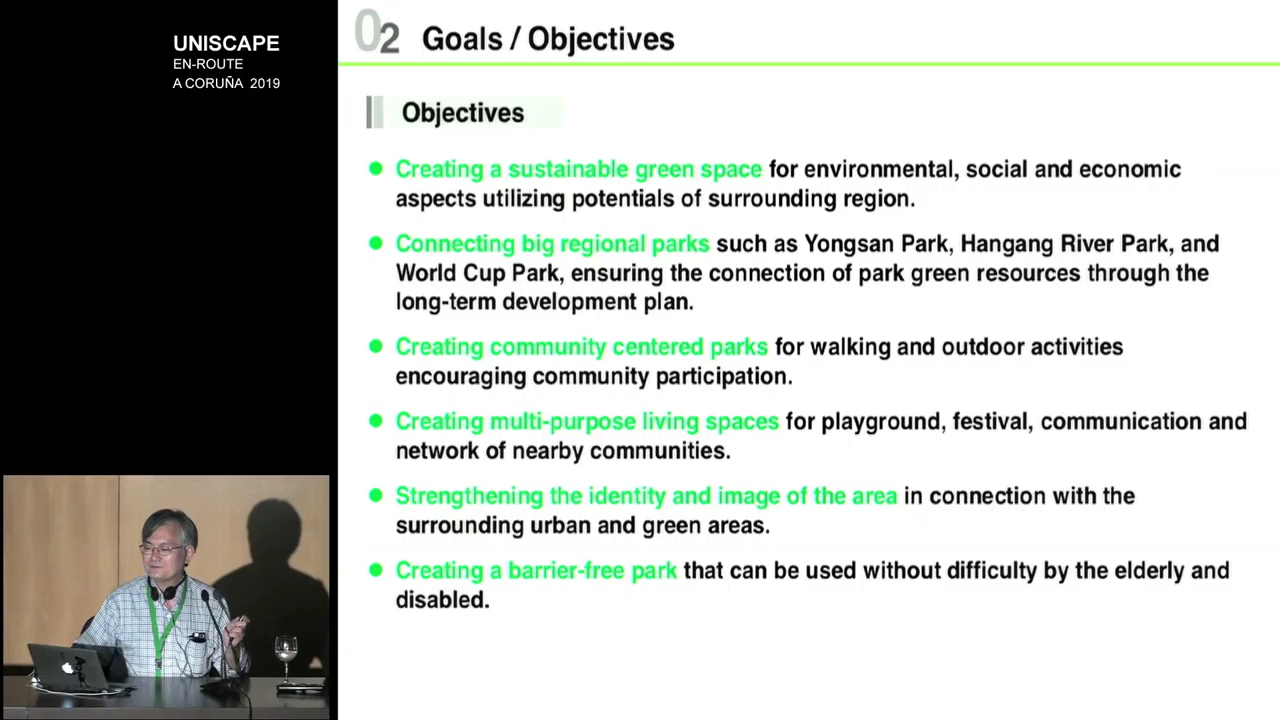 UNISCAPE
EN-ROUTE
A CORUÑA 2019
02 Goals / Objectives
Objectives
Creating a sustainable green space for environmental, social and economic
aspects utilizing potentials of surrounding region.
Connecting big regional parks such as Yongsan Park, Hangang River Park, and
World Cup Park, ensuring the connection of park green resources through the
long-term development plan.
Creating community centered parks for walking and outdoor activities
encouraging community participation.
Creating multi-purpose living spaces for playground, festival, communication and
network of nearby communities.
Strengthening the identity and image of the area in connection with the
surrounding urban and green areas.
Creating a barrier-free park that can be used without difficulty by the elderly and
disabled.